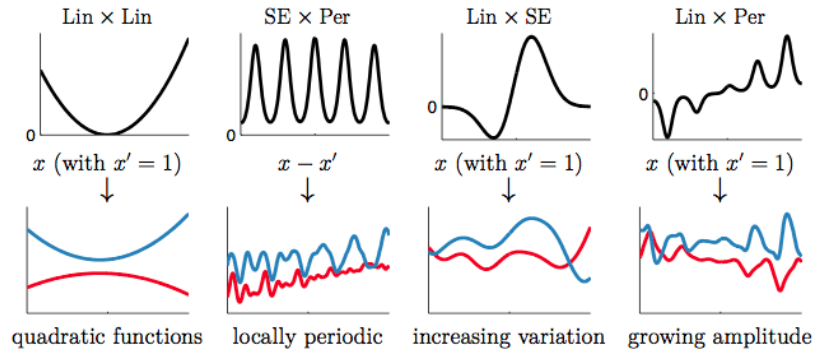 Lin × Lin
SE × Per
Lin × SE
Lin × Per
0
0
0
0
x (with x′ = 1)
x − x′
x (with x′ = 1)
x (with x′ = 1)
↓
↓
↓
↓
quadratic functions
locally periodic
increasing variation
growing amplitude